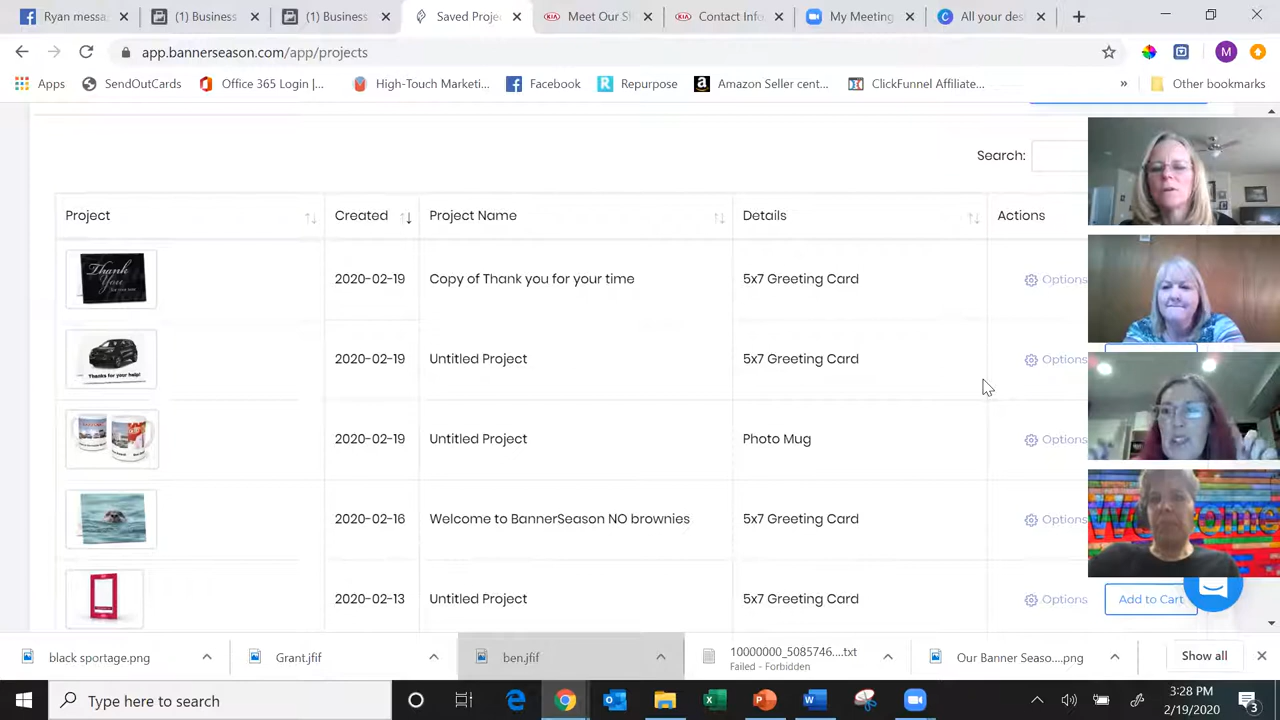 Ryan messa
(1) Business
(1) Business
Saved Proje
Meet Our St
Contact Info
My Meeting
All your des
app.bannerseason.com/app/projects
M
Apps
SendOutCards
Office 365 Login |...
High-Touch Marketi...
Facebook
Repurpose
Amazon Seller cent...
ClickFunnel Affiliate...
»
Other bookmarks
Search:
Project
Created
Project Name
Details
Actions
Thank You
2020-02-19
Copy of Thank you for your time
5x7 Greeting Card
Options
Thanks for your help!
2020-02-19
Untitled Project
5x7 Greeting Card
Options
2020-02-19
Untitled Project
Photo Mug
Options
2020-02-16
Welcome to BannerSeason NO brownies
5x7 Greeting Card
Options
2020-02-13
Untitled Project
5x7 Greeting Card
Options
Add to Cart
black sportage.png
Grant.jfif
ben.jfif
10000000_5085746....txt
Failed - Forbidden
Our Banner Seaso....png
Show all
Type here to search
3:28 PM
2/19/2020
3